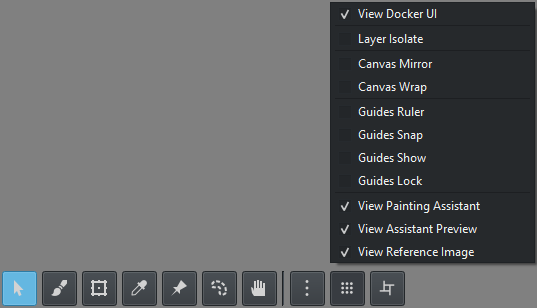 View Docker UI
Layer Isolate
Canvas Mirror
Canvas Wrap
Guides Ruler
Guides Snap
Guides Show
Guides Lock
View Painting Assistant
View Assistant Preview
View Reference Image